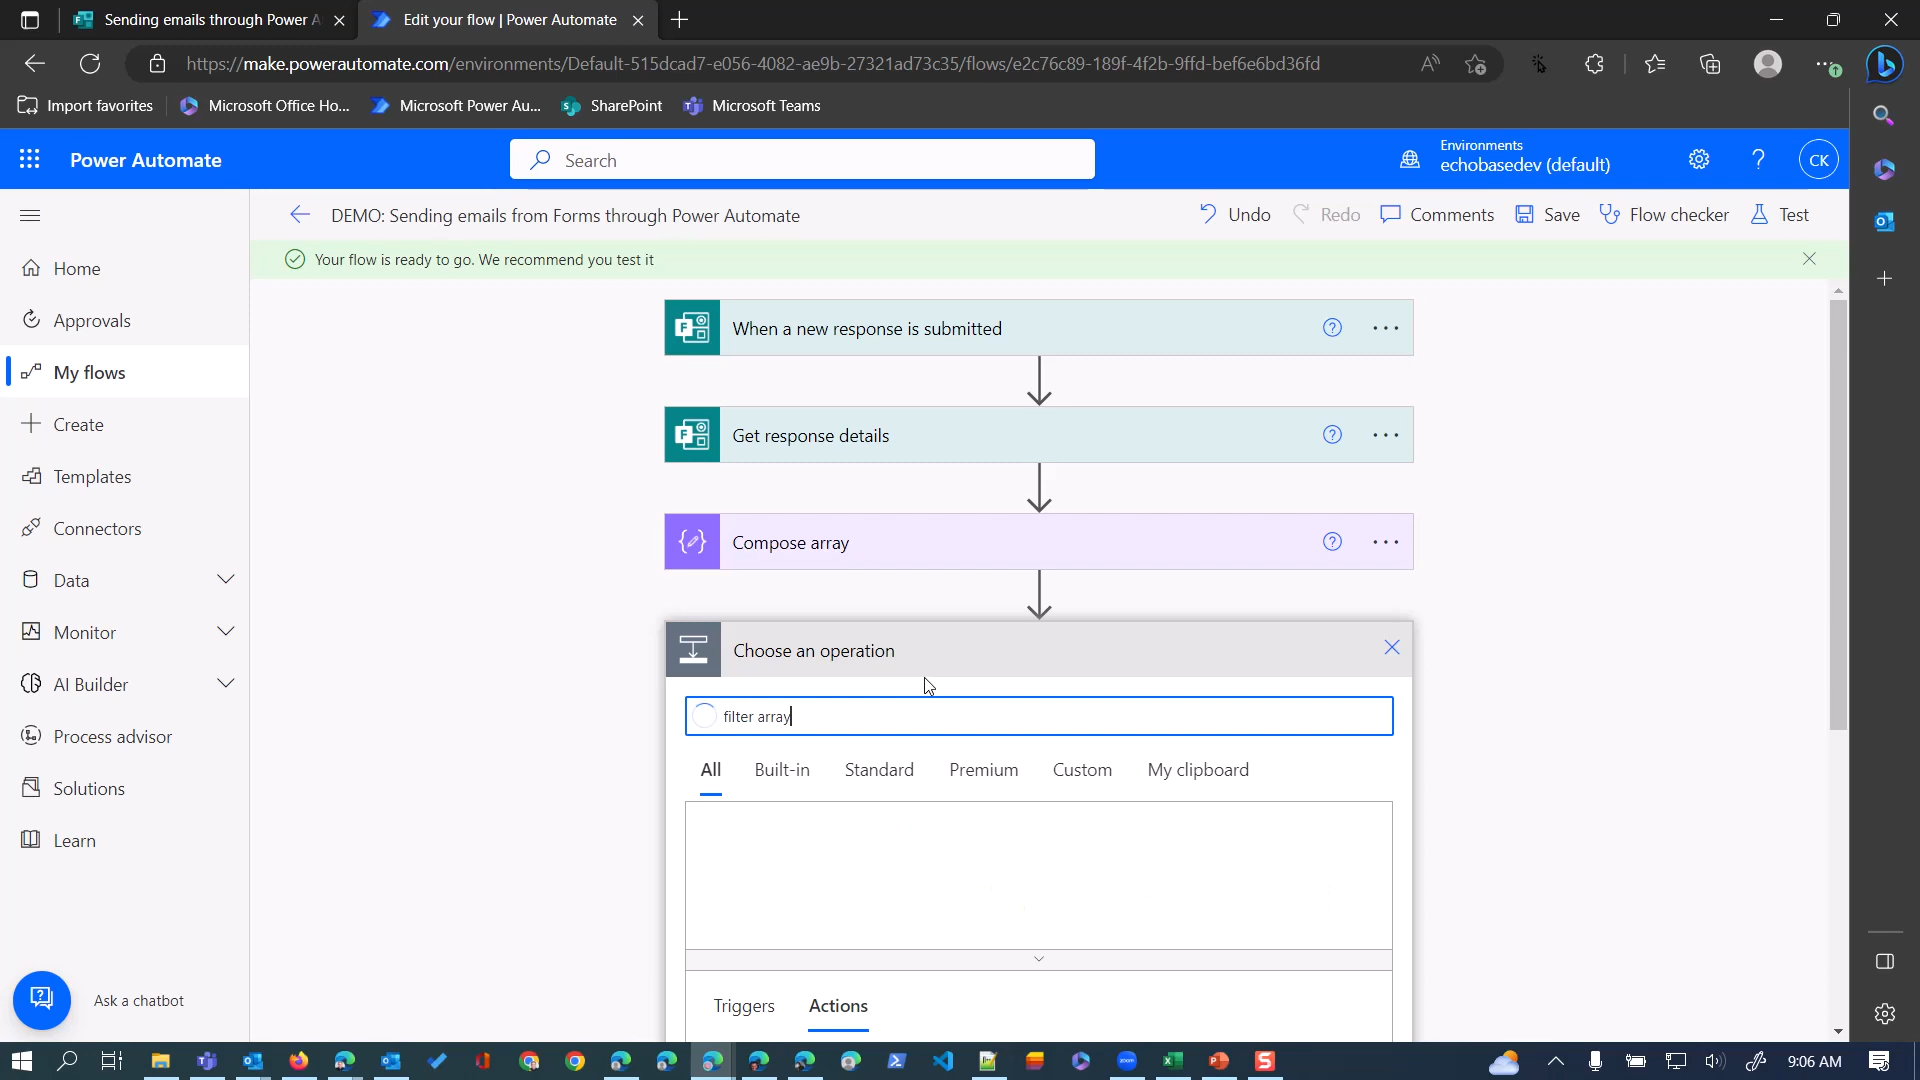 Sending emails through Power A
Edit your flow | Power Automate
https://make.powerautomate.com/environments/Default-515dcad7-e056-4082-ae9b-27321ad73c35/flows/e2c76c89-189f-4f2b-9ffd-bef6e6bd36fd
Import favorites
Microsoft Office Ho...
Microsoft Power Au...
SharePoint
Microsoft Teams
Power Automate
Search
Environments
echobasedev (default)
CK
DEMO: Sending emails from Forms through Power Automate
Undo
Redo
Comments
Save
Flow checker
Test
Your flow is ready to go. We recommend you test it
Home
Approvals
My flows
Create
Templates
Connectors
Data
Monitor
AI Builder
Process advisor
Solutions
Learn
Ask a chatbot
When a new response is submitted
Get response details
Compose array
Choose an operation
filter array
All
Built-in
Standard
Premium
Custom
My clipboard
Triggers
Actions
9:06 AM